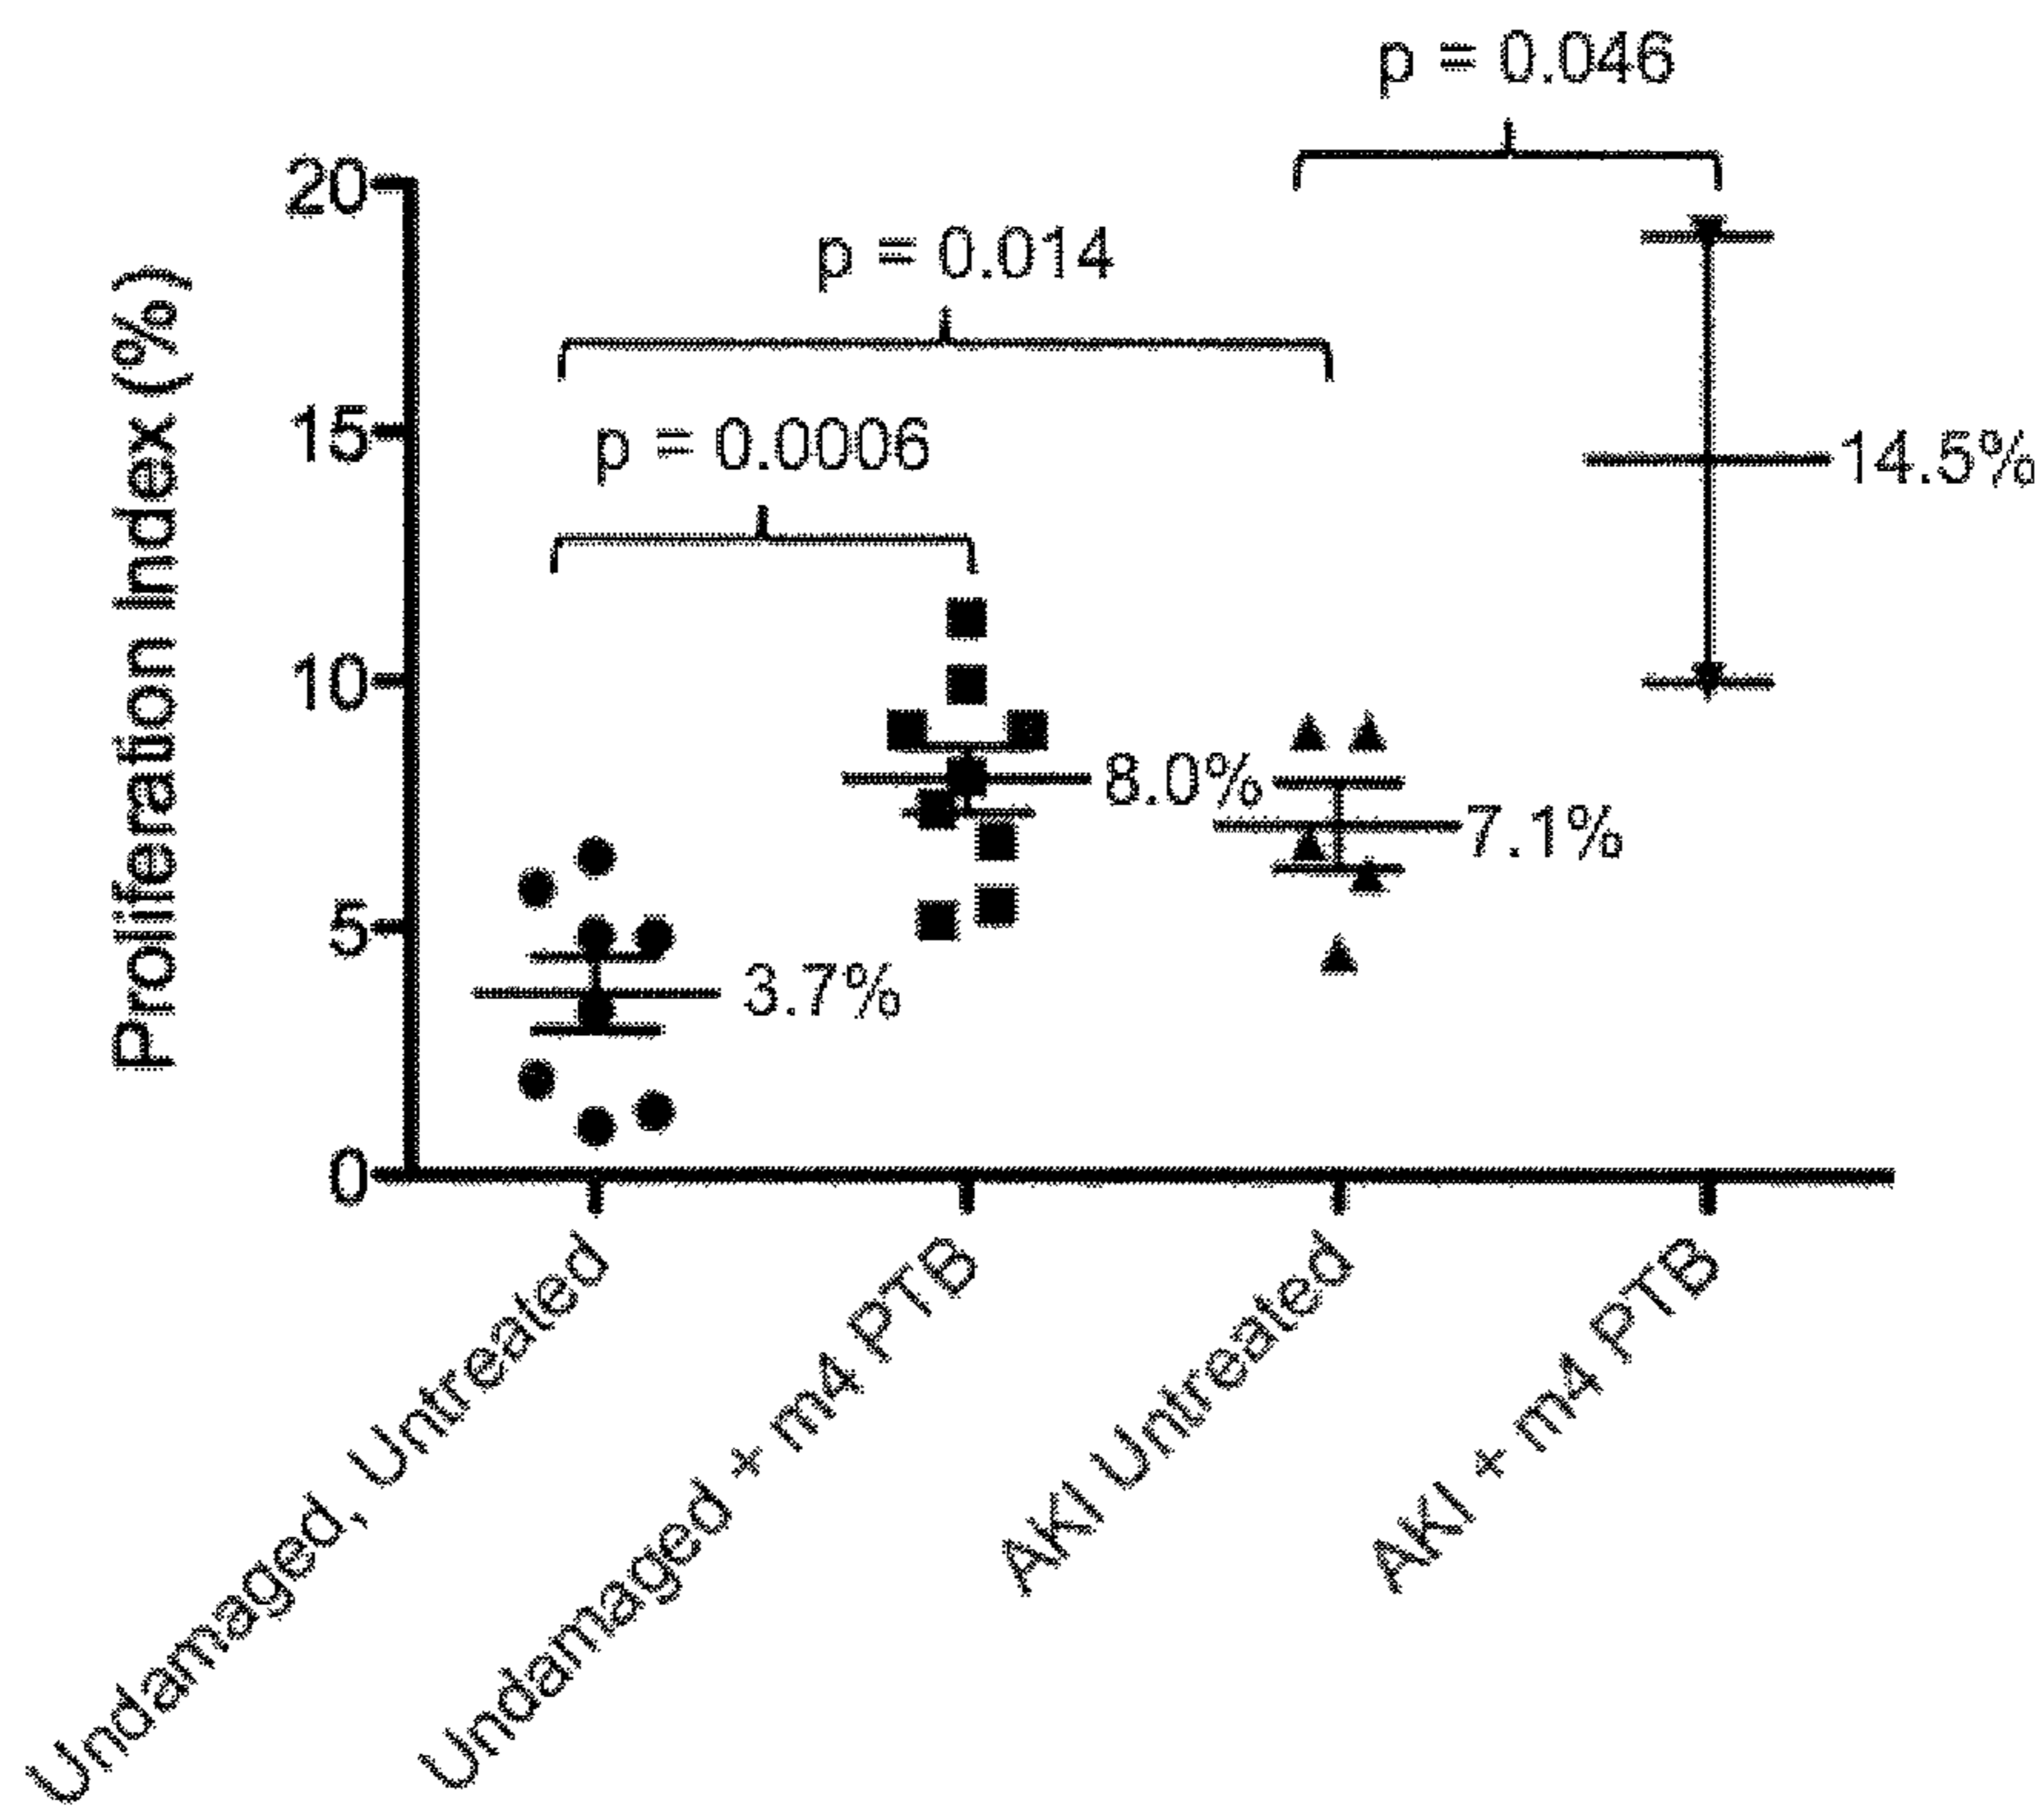 p = 0.046
20
p = 0.014
15
p = 0.0006
14.5%
Proliferation Index (%)
10
8.0%
7.1%
5
3.7%
0
Undamaged, Untreated
Undamaged + m4 PTB
AKI Untreated
AKI + m4 PTB